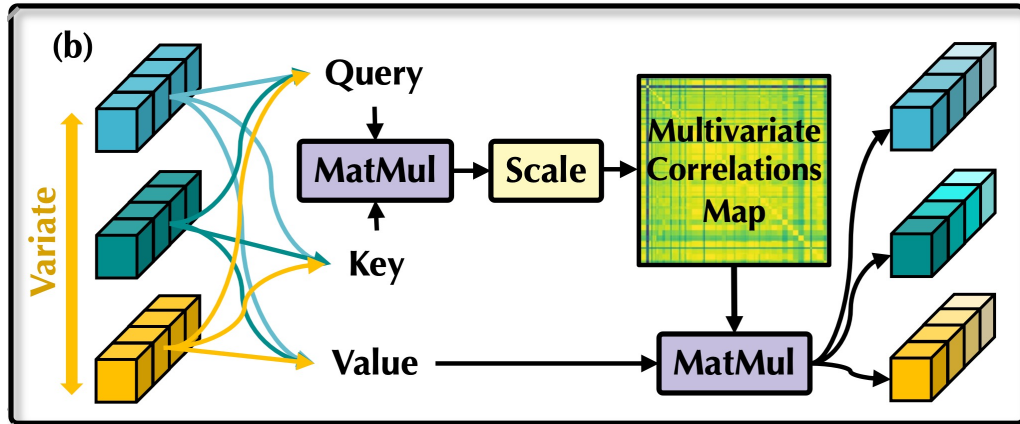 (b)
Variate
Query
MatMul
Key
Value
Scale
Multivariate
Correlations
Map
MatMul